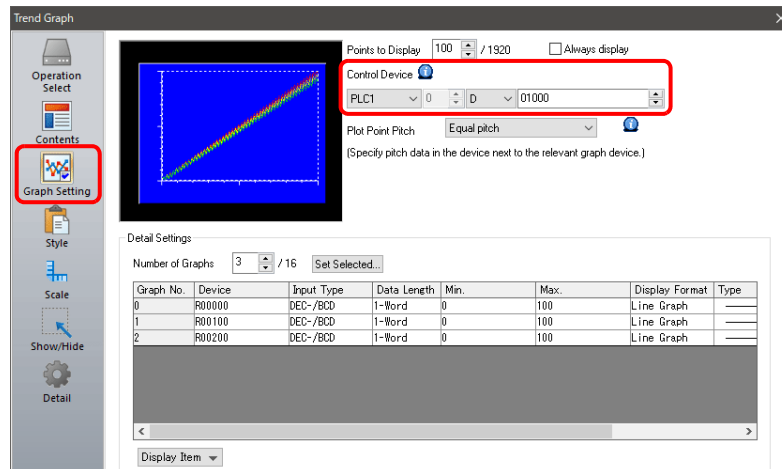 Trend Graph
Operation
Select
Contents
Graph Setting
Style
Scale
Show/Hide
Detail
Points to Display 100 / 1920 Always display
Control Device
PLC1 0 D 01000
Plot Point Pitch Equal pitch
(Specify pitch data in the device next to the relevant graph device.)
Detail Settings
Number of Graphs 3 / 16 Set Selected...
Graph No. Device Input Type Data Length Min. Max. Display Format Type
0 R00000 DEC-/BCD 1-Word 0 100 Line Graph
1 R00100 DEC-/BCD 1-Word 0 100 Line Graph
2 R00200 DEC-/BCD 1-Word 0 100 Line Graph
Display Item